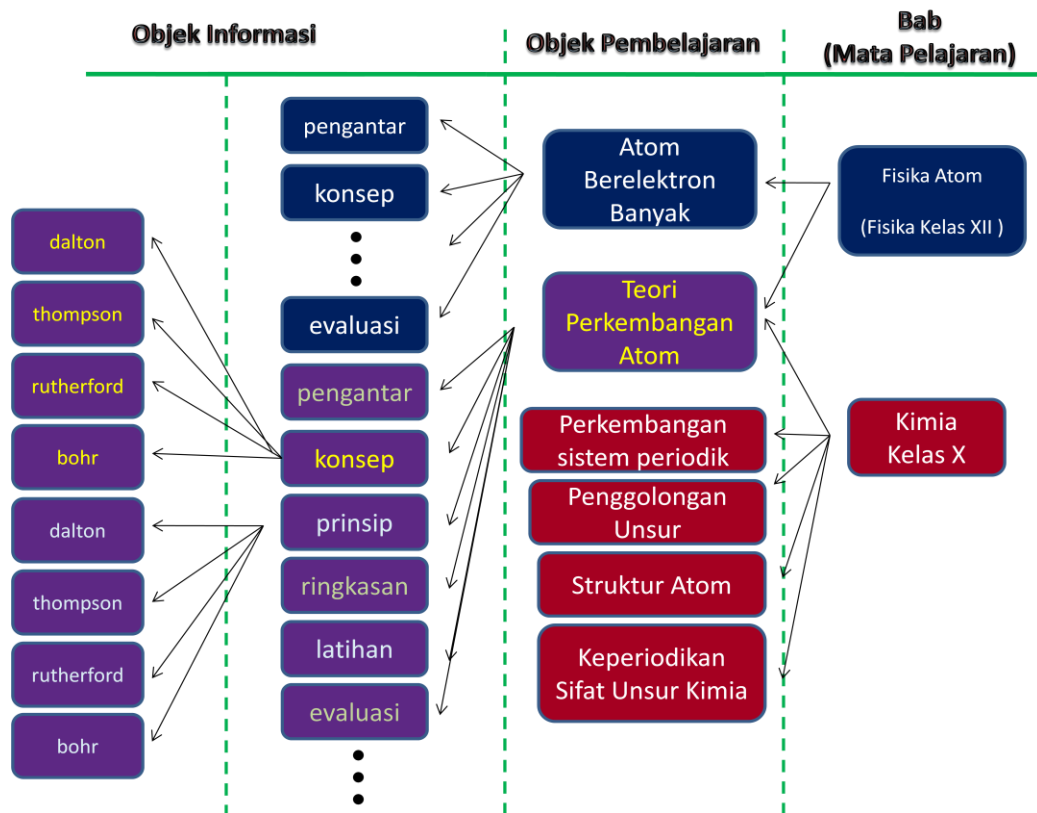 Objek Informasi
Objek Pembelajaran
Bab
(Mata Pelajaran)
dalton
thompson
rutherford
bohr
dalton
thompson
rutherford
bohr
pengantar
konsep
evaluasi
pengantar
konsep
prinsip
ringkasan
latihan
evaluasi
Atom
Berelektron
Banyak
Teori
Perkembangan
Atom
Perkembangan
sistem periodik
Penggolongan
Unsur
Struktur Atom
Keperiodikan
Sifat Unsur Kimia
Fisika Atom
(Fisika Kelas XII )
Kimia
Kelas X